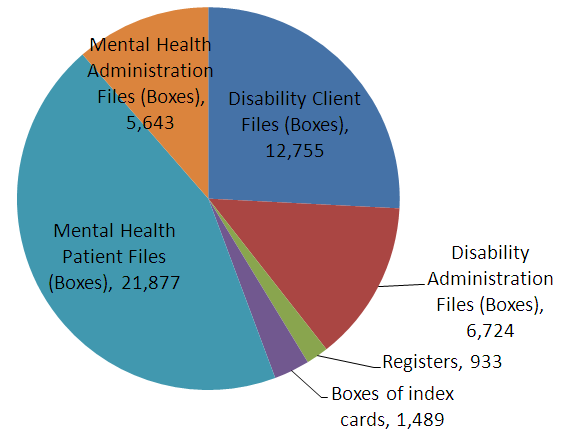 Mental Health
Administration
Files (Boxes),
5,643
Disability Client
Files (Boxes),
12,755
Mental Health
Patient Files
(Boxes), 21,877
Disability
Administration
Files (Boxes),
6,724
Registers, 933
Boxes of index
cards, 1,489